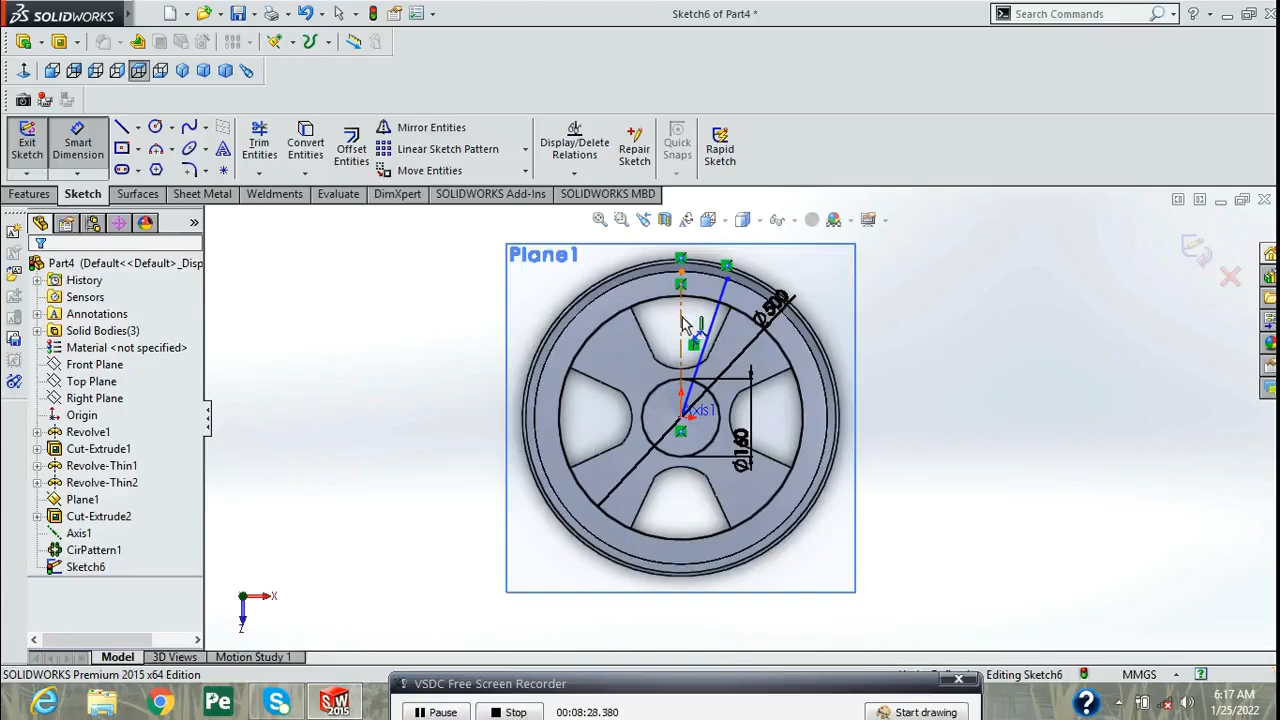 SOLIDWORKS
Sketch6 of Part4 *
Search Commands
Exit Sketch
Smart Dimension
Trim Entities
Convert Entities
Offset Entities
Mirror Entities
Linear Sketch Pattern
Move Entities
Display/Delete Relations
Repair Sketch
Quick Snaps
Rapid Sketch
Features
Sketch
Surfaces
Sheet Metal
Weldments
Evaluate
DimXpert
SOLIDWORKS Add-Ins
SOLIDWORKS MBD
Part4 (Default<<Default>_Disp
History
Sensors
Annotations
Solid Bodies(3)
Material <not specified>
Front Plane
Top Plane
Right Plane
Origin
Revolve1
Cut-Extrude1
Revolve-Thin1
Revolve-Thin2
Plane1
Cut-Extrude2
Axis1
CirPattern1
Sketch6
Plane1
Ø500
Axis1
Ø160
X
Z
Model
3D Views
Motion Study 1
SOLIDWORKS Premium 2015 x64 Edition
Editing Sketch6
MMGS
VSDC Free Screen Recorder
Pause
Stop
00:08:28.380
Start drawing
Pe
SW
2015
6:17 AM
1/25/2022